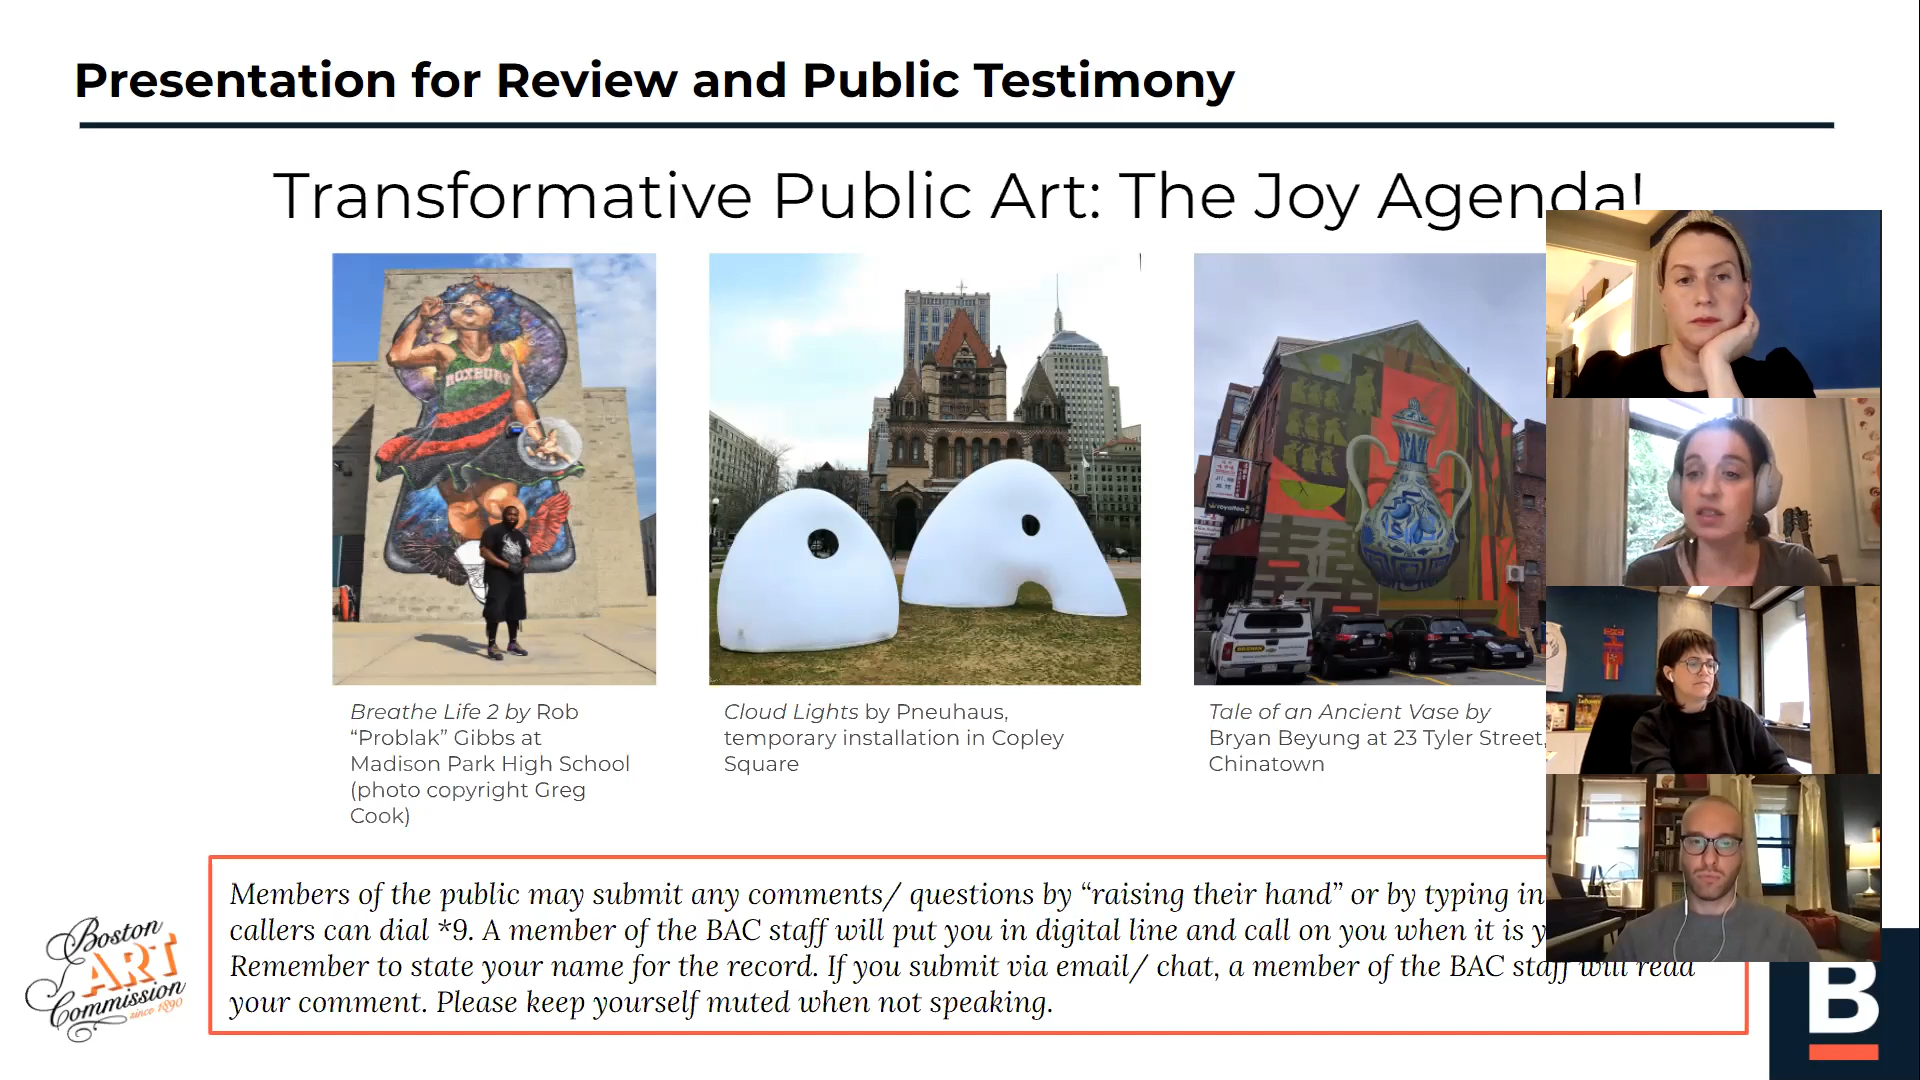 Presentation for Review and Public Testimony
Transformative Public Art: The Joy Agenda!
ROXBURY
royaltea
Breathe Life 2 by Rob
“Problak” Gibbs at
Madison Park High School
(photo copyright Greg
Cook)
Cloud Lights by Pneuhaus,
temporary installation in Copley
Square
Tale of an Ancient Vase by
Bryan Beyung at 23 Tyler Street,
Chinatown
Members of the public may submit any comments/ questions by “raising their hand” or by typing in
callers can dial *9. A member of the BAC staff will put you in digital line and call on you when it is y
Remember to state your name for the record. If you submit via email/ chat, a member of the BAC staff will read
your comment. Please keep yourself muted when not speaking.
Boston
ART
Commission
since 1890
B